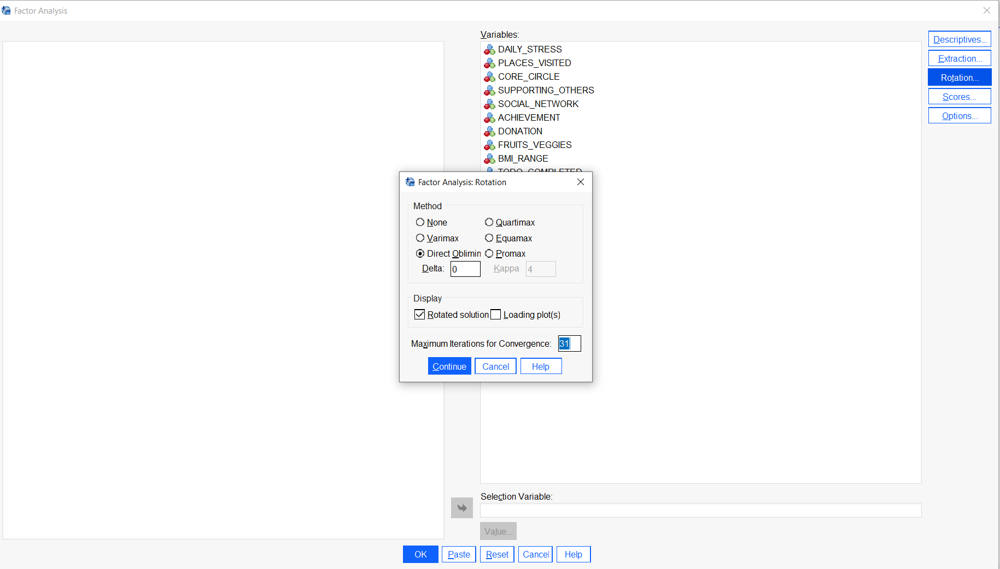 Factor Analysis
Variables:
DAILY_STRESS
PLACES_VISITED
CORE_CIRCLE
SUPPORTING_OTHERS
SOCIAL_NETWORK
ACHIEVEMENT
DONATION
FRUITS_VEGGIES
BMI_RANGE
TODO_COMPLETED
Descriptives...
Extraction...
Rotation...
Scores...
Options...
Factor Analysis: Rotation
Method
None Quartimax
Varimax Equamax
Direct Oblimin Promax
Delta: 0 Kappa 4
Display
Rotated solution Loading plot(s)
Maximum Iterations for Convergence: 31
Continue Cancel Help
Selection Variable:
Value...
OK Paste Reset Cancel Help